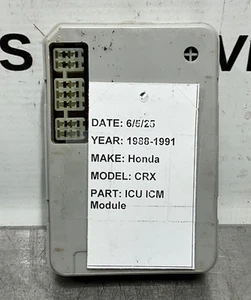 DATE: 6/5/25
YEAR: 1988-1991
MAKE: Honda
MODEL: CRX
PART: ICU ICM
Module